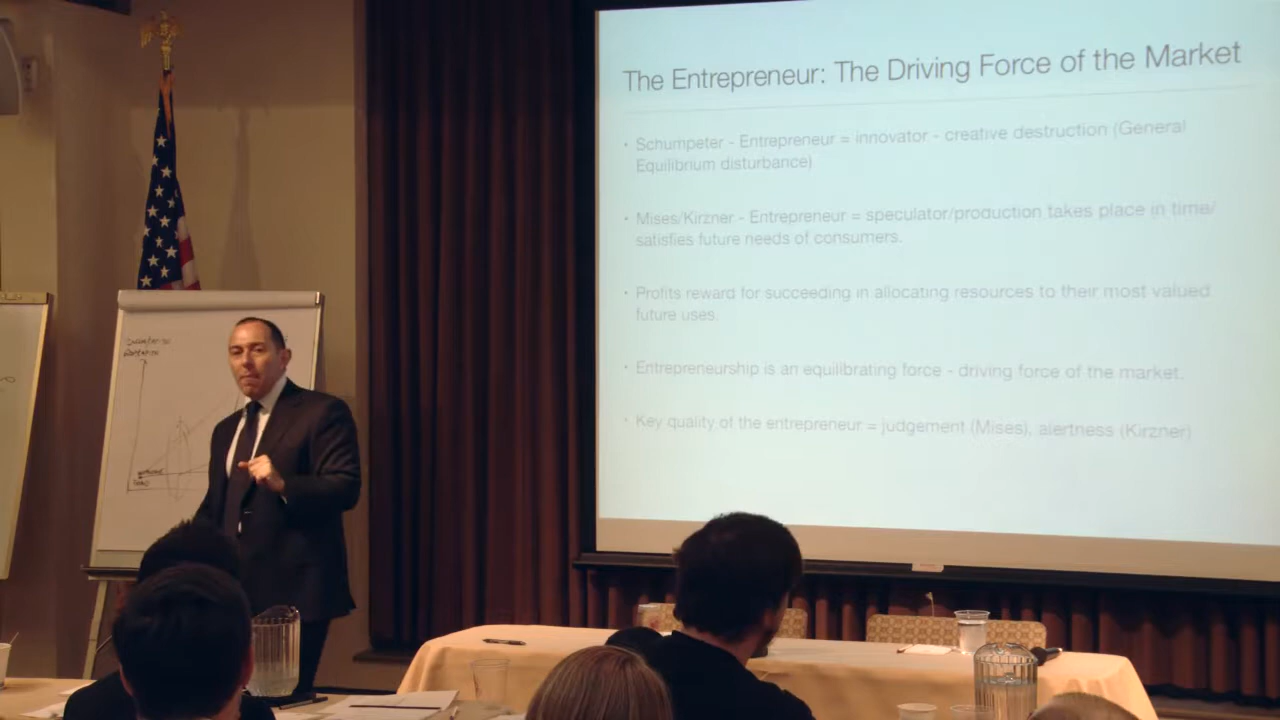 The Entrepreneur: The Driving Force of the Market
· Schumpeter - Entrepreneur = innovator - creative destruction (General
Equilibrium disturbance)
· Mises/Kirzner - Entrepreneur = speculator/production takes place in time/
satisfies future needs of consumers.
· Profits reward for succeeding in allocating resources to their most valued
future uses.
· Entrepreneurship is an equilibrating force - driving force of the market.
· Key quality of the entrepreneur = judgement (Mises), alertness (Kirzner)